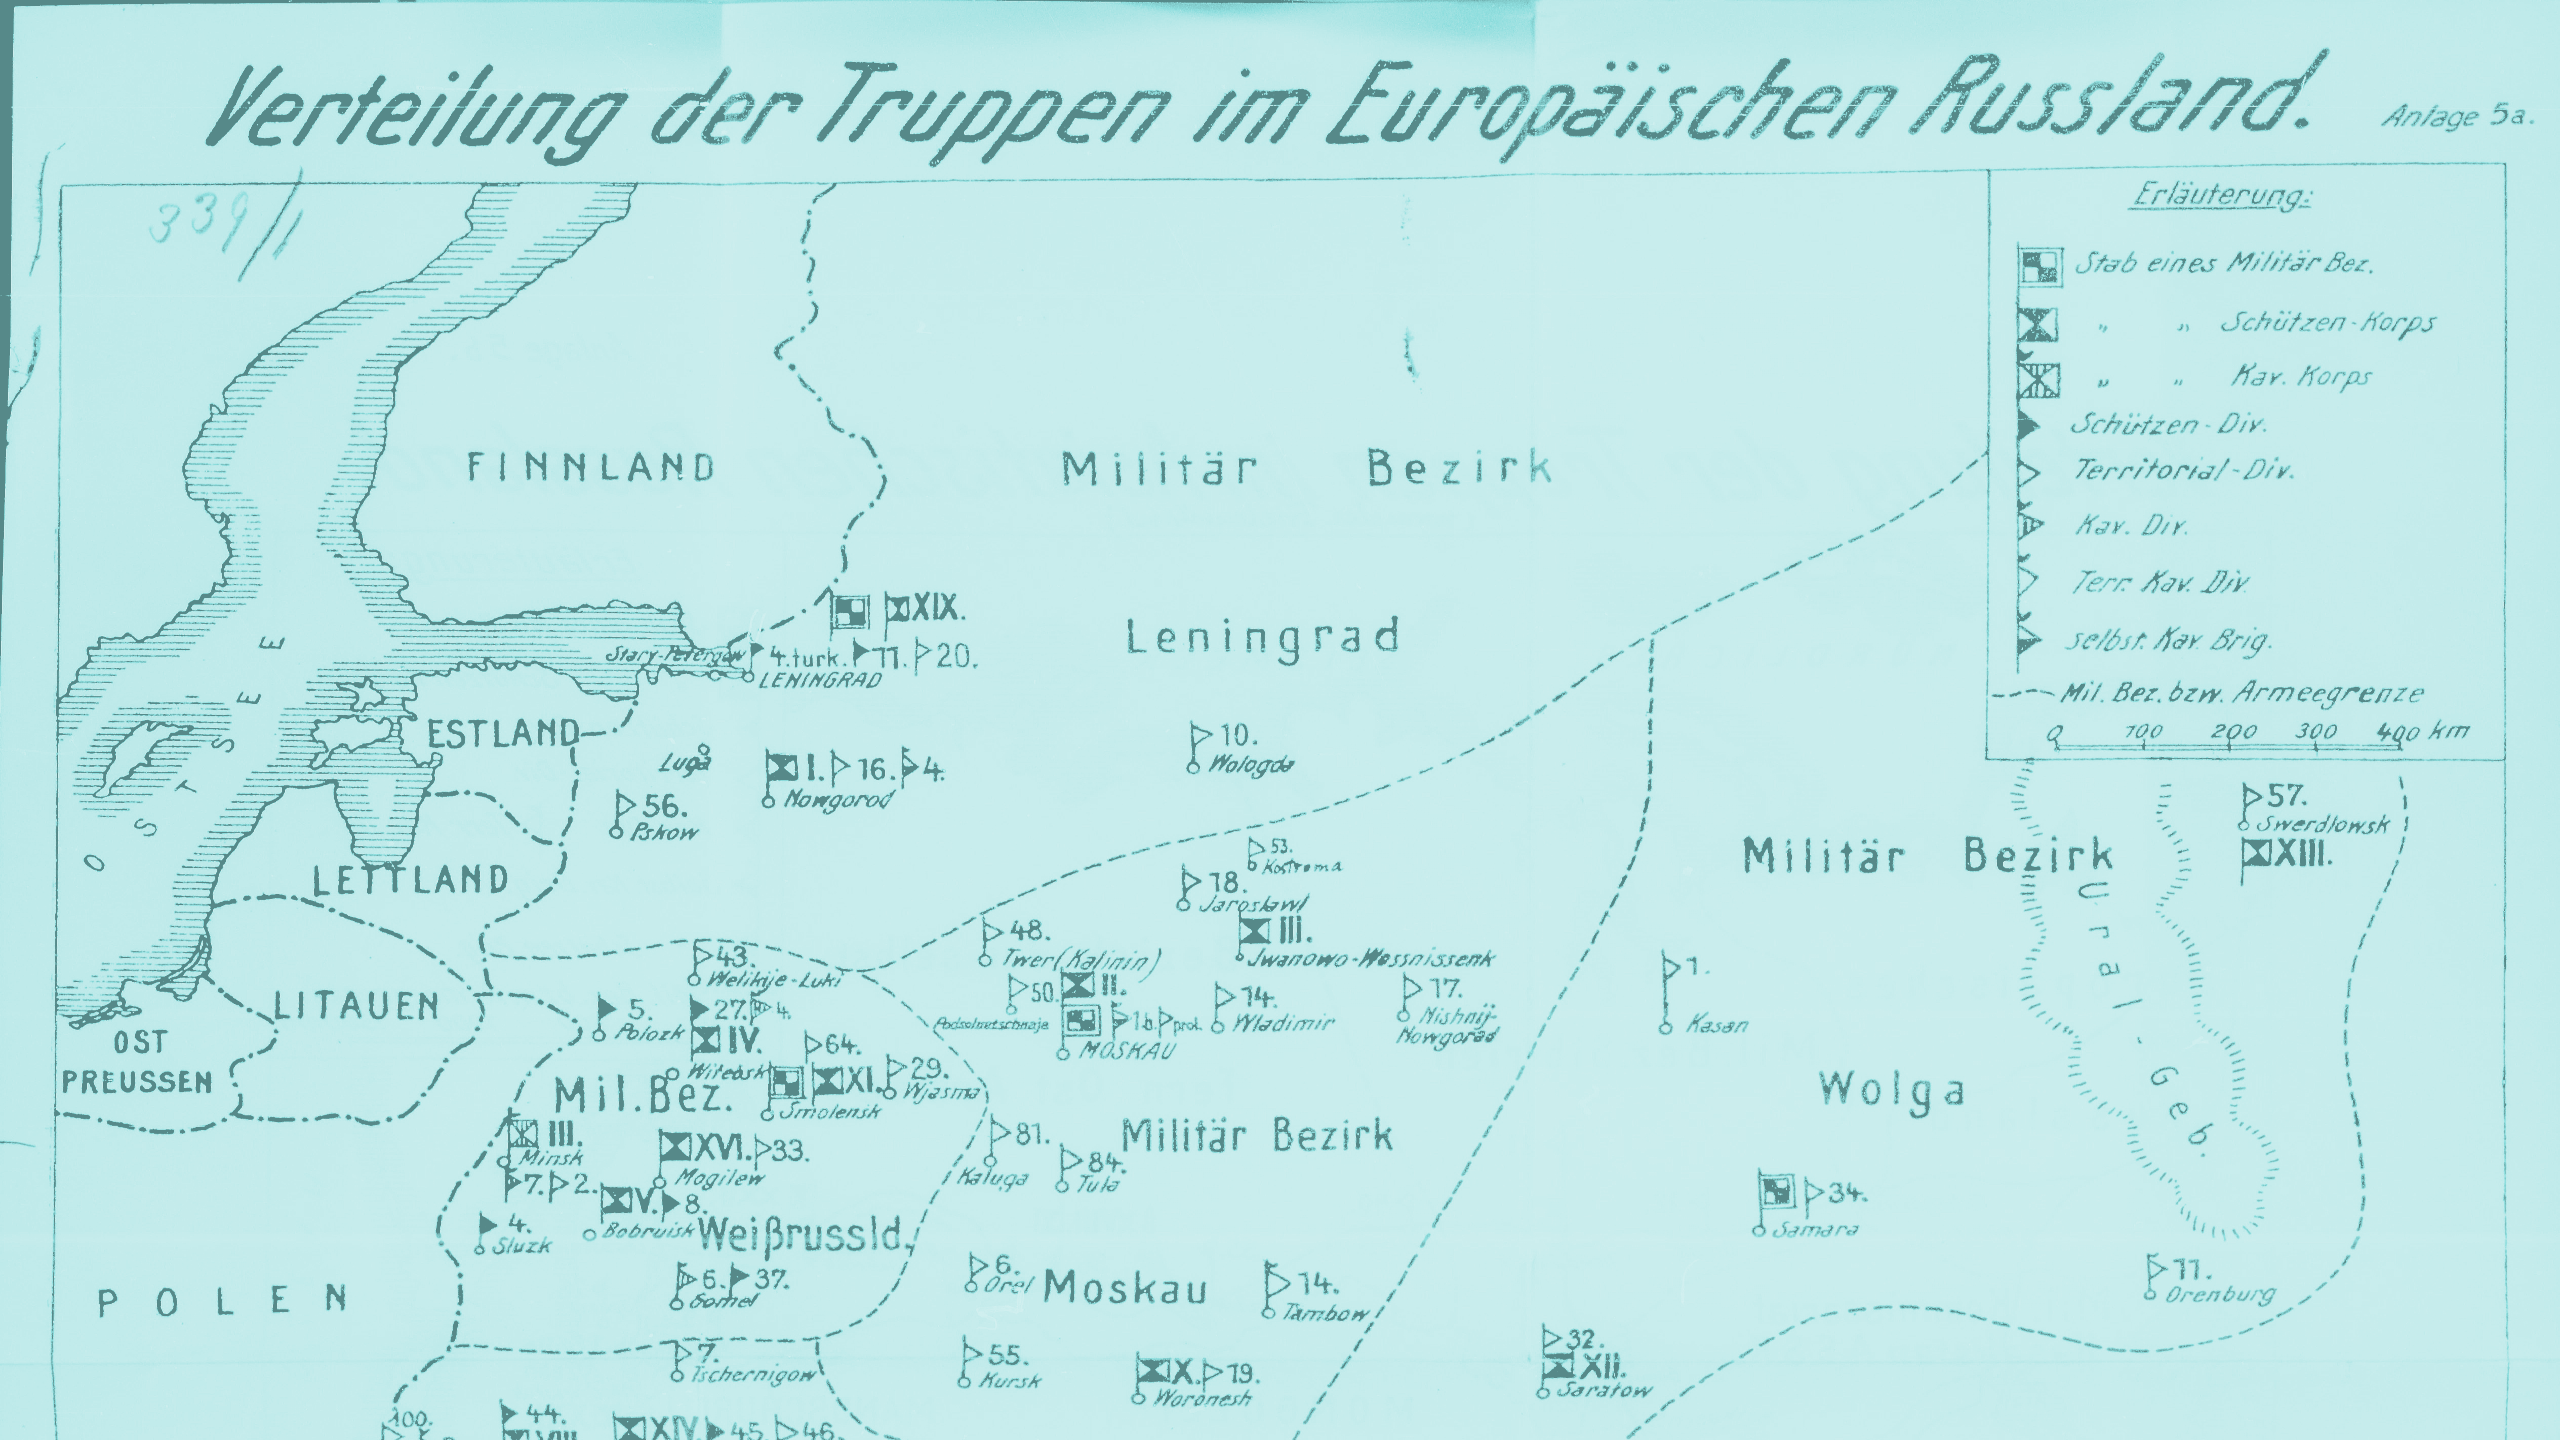 Verteilung der Truppen im Europäischen Russland.
Anlage 5a.
339/1
Erläuterung:
Stab eines Militär Bez.
„ „ Schützen-Korps
„ „ Kav. Korps
Schützen-Div.
Territorial-Div.
Kav. Div.
Terr. Kav. Div.
selbst. Kav. Brig.
Mil. Bez. bzw. Armeegrenze
0 100 200 300 400 km
FINNLAND
Militär Bezirk
Leningrad
XIX.
Stary-Petergow 4. turk. 11. 20.
LENINGRAD
OSTSEE
ESTLAND
Luga
I. 16. 4.
Nowgorod
56.
Pskow
10.
Wologda
LETTLAND
53.
Kostroma
18.
Jaroslawl
III.
Jwanowo-Wossnissenk
48.
Twer (Kalinin)
50. II.
Podsolnetschnaje 1.b. prol.
MOSKAU
14.
Wladimir
17.
Nishnij-
Nowgorad
Militär Bezirk
57.
Swerdlowsk
XIII.
Ural-Geb.
1.
Kasan
Wolga
34.
Samara
11.
Orenburg
32.
XII.
Saratow
LITAUEN
OST
PREUSSEN
43.
Welikije-Luki
5.
Polozk
27. 4.
IV.
Witebsk
64.
XI.
Smolensk
29.
Wjasma
Mil. Bez.
III.
Minsk
7. 2.
XVI. 33.
Mogilew
V. 8.
Bobruisk
Weißrussld.
4.
Sluzk
6. 37.
Gomel
POLEN
81.
Kaluga
84.
Tula
Militär Bezirk
6.
Orel
Moskau
14.
Tambow
7.
Tschernigow
55.
Kursk
X. 19.
Woronesh
100.
44.
VIII.
XIV. 45. 46.